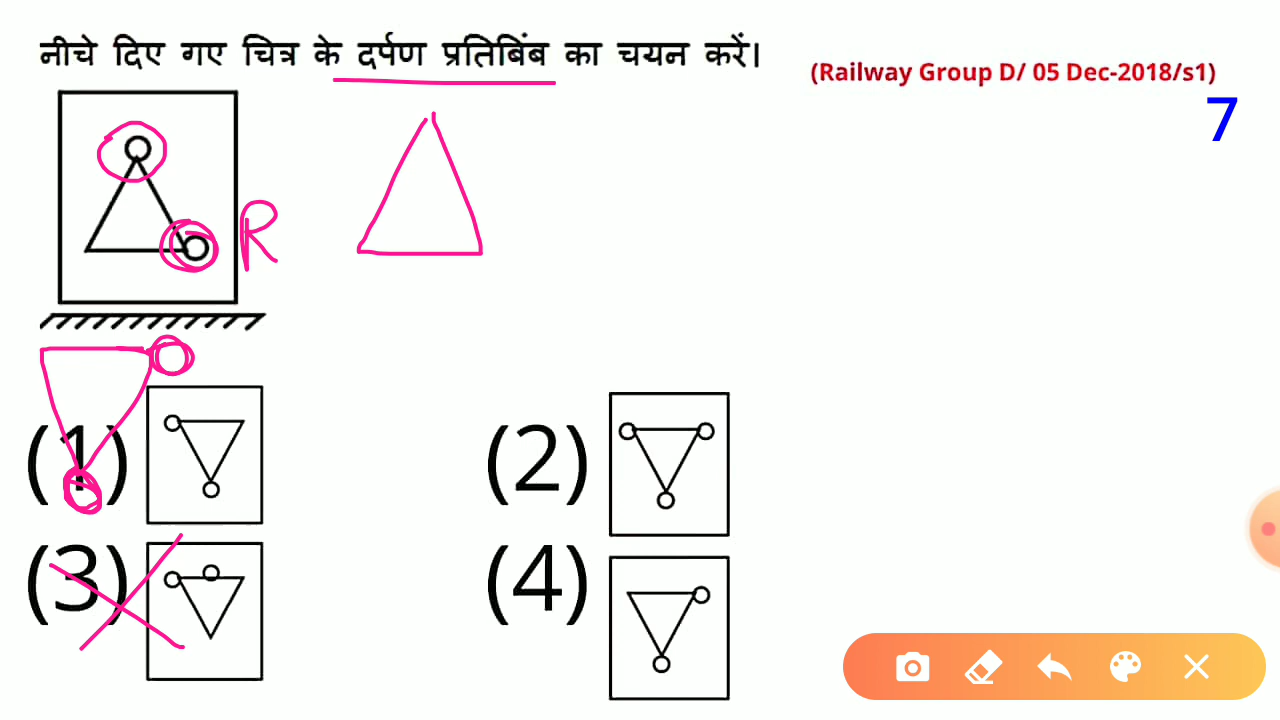 नीचे दिए गए चित्र के दर्पण प्रतिबिंब का चयन करें।
(Railway Group D/ 05 Dec-2018/s1)
7
R
(1)
(2)
(3)
(4)